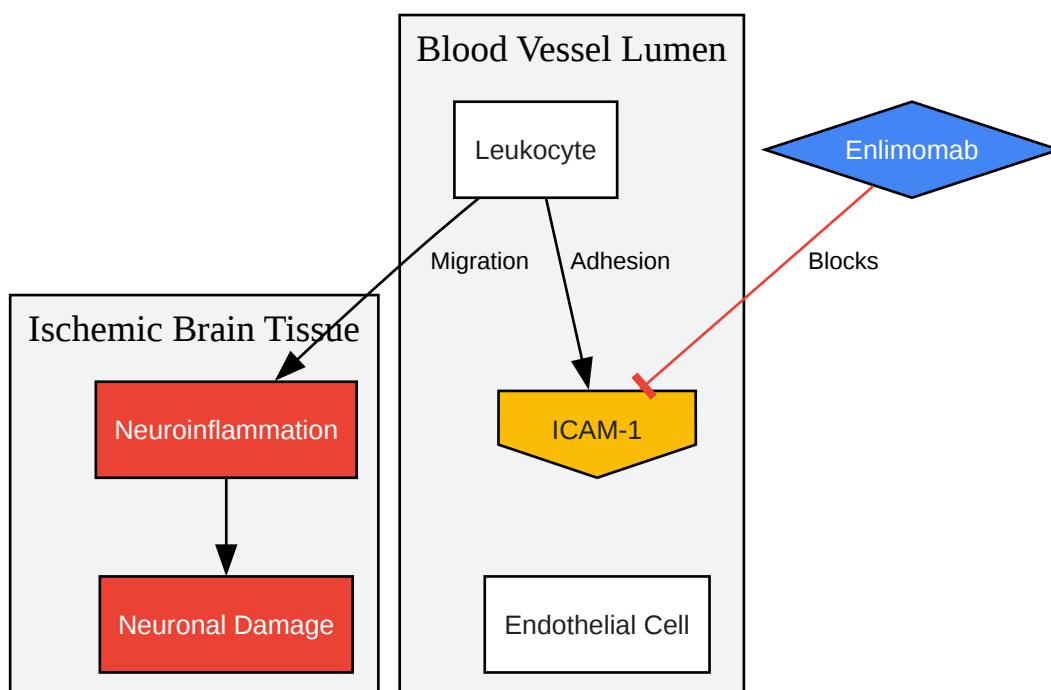 Blood Vessel Lumen
Leukocyte
Enlimomab
Migration
Adhesion
Blocks
Ischemic Brain Tissue
Neuroinflammation
ICAM-1
Neuronal Damage
Endothelial Cell